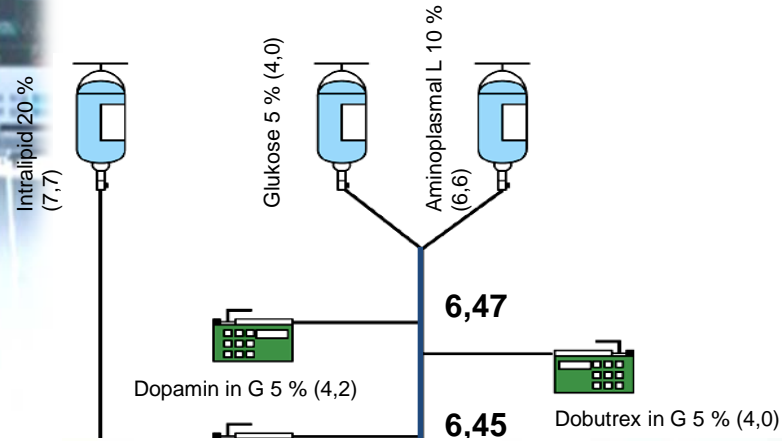 Intralipid 20 %
(7,7)
Glukose 5 % (4,0)
Aminoplasmal L 10 %
(6,6)
6,47
Dopamin in G 5 % (4,2)
6,45
Dobutrex in G 5 % (4,0)